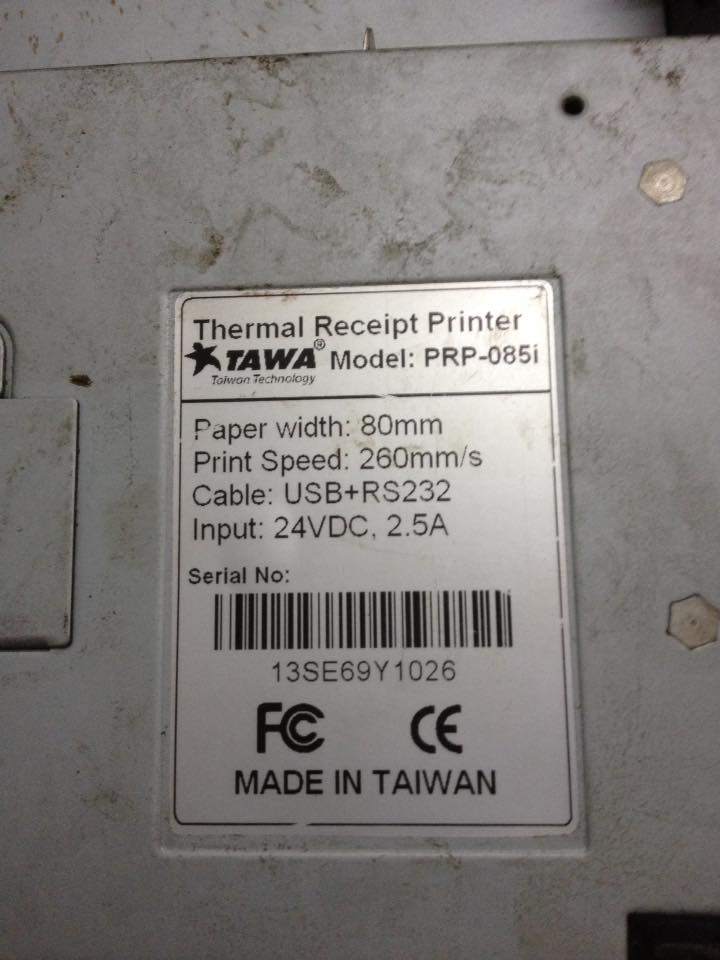 Thermal Receipt Printer
TAWA® Model: PRP-085i
Taiwan Technology
Paper width: 80mm
Print Speed: 260mm/s
Cable: USB+RS232
Input: 24VDC, 2.5A
Serial No:
13SE69Y1026
FC CE
MADE IN TAIWAN